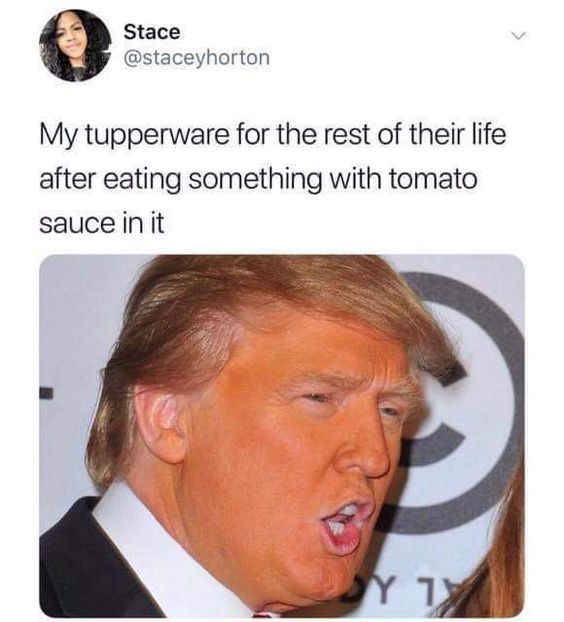 Stace
@staceyhorton
My tupperware for the rest of their life
after eating something with tomato
sauce in it